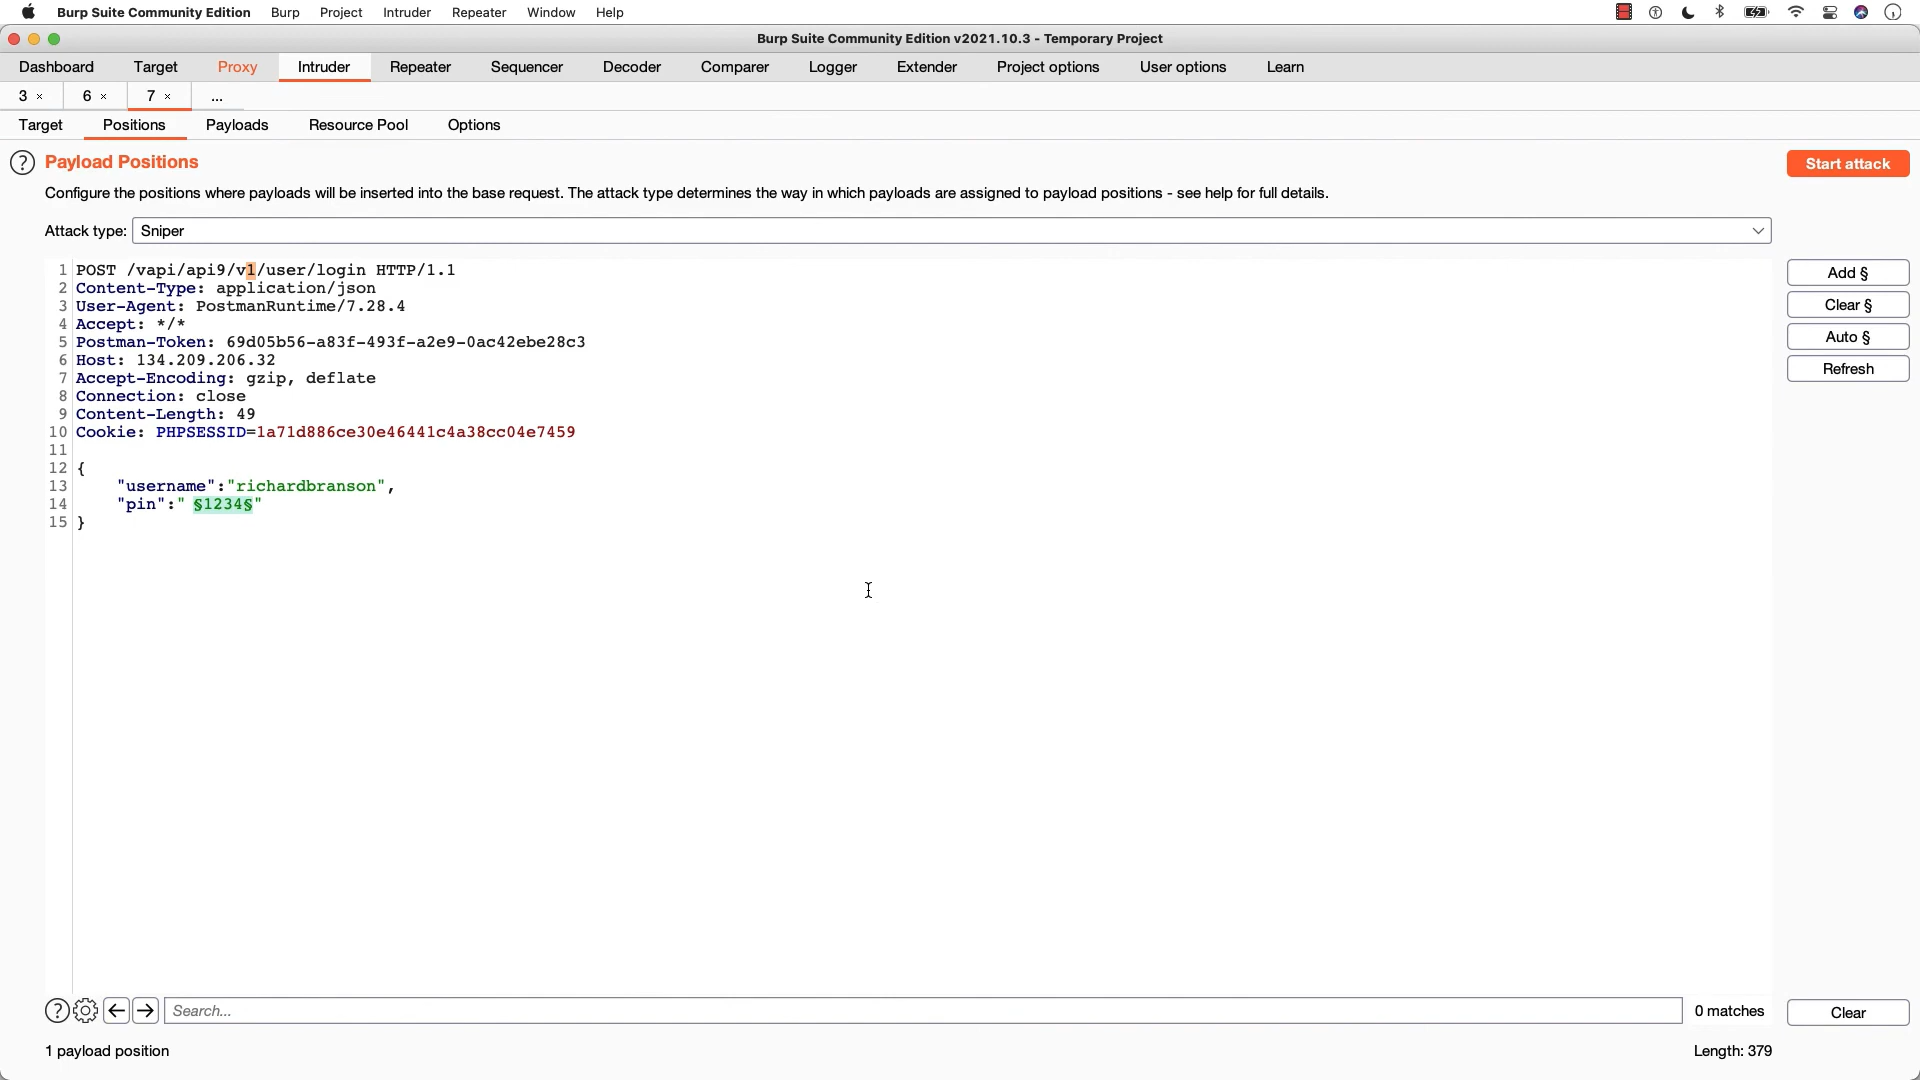 Burp Suite Community Edition Burp Project Intruder Repeater Window Help
Burp Suite Community Edition v2021.10.3 - Temporary Project
Dashboard Target Proxy Intruder Repeater Sequencer Decoder Comparer Logger Extender Project options User options Learn
3 × 6 × 7 × ...
Target Positions Payloads Resource Pool Options
? Payload Positions
Start attack
Configure the positions where payloads will be inserted into the base request. The attack type determines the way in which payloads are assigned to payload positions - see help for full details.
Attack type: Sniper
1 POST /vapi/api9/v1/user/login HTTP/1.1
2 Content-Type: application/json
3 User-Agent: PostmanRuntime/7.28.4
4 Accept: */*
5 Postman-Token: 69d05b56-a83f-493f-a2e9-0ac42ebe28c3
6 Host: 134.209.206.32
7 Accept-Encoding: gzip, deflate
8 Connection: close
9 Content-Length: 49
10 Cookie: PHPSESSID=1a71d886ce30e46441c4a38cc04e7459
11
12 {
13 "username":"richardbranson",
14 "pin":" §1234§"
15 }
Add §
Clear §
Auto §
Refresh
? Search... 0 matches Clear
1 payload position Length: 379